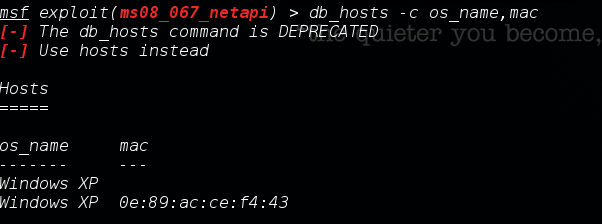 msf exploit(ms08_067_netapi) > db_hosts -c os_name,mac
[-] The db_hosts command is DEPRECATED
the quieter you become,
[-] Use hosts instead
Hosts
=====
os_name     mac
-------     ---
Windows XP
Windows XP  0e:89:ac:ce:f4:43